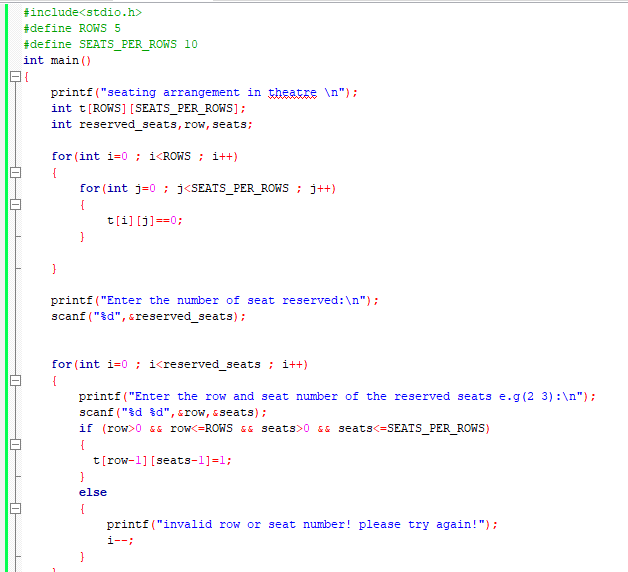 #include<stdio.h>
#define ROWS 5
#define SEATS_PER_ROWS 10
int main()
{
    printf("seating arrangement in theatre \n");
    int t[ROWS][SEATS_PER_ROWS];
    int reserved_seats,row,seats;

    for(int i=0 ; i<ROWS ; i++)
    {
        for(int j=0 ; j<SEATS_PER_ROWS ; j++)
        {
            t[i][j]==0;
        }

    }

    printf("Enter the number of seat reserved:\n");
    scanf("%d",&reserved_seats);


    for(int i=0 ; i<reserved_seats ; i++)
    {
        printf("Enter the row and seat number of the reserved seats e.g(2 3):\n");
        scanf("%d %d",&row,&seats);
        if (row>0 && row<=ROWS && seats>0 && seats<=SEATS_PER_ROWS)
        {
          t[row-1][seats-1]=1;
        }
        else
        {
            printf("invalid row or seat number! please try again!");
            i--;
        }
    }